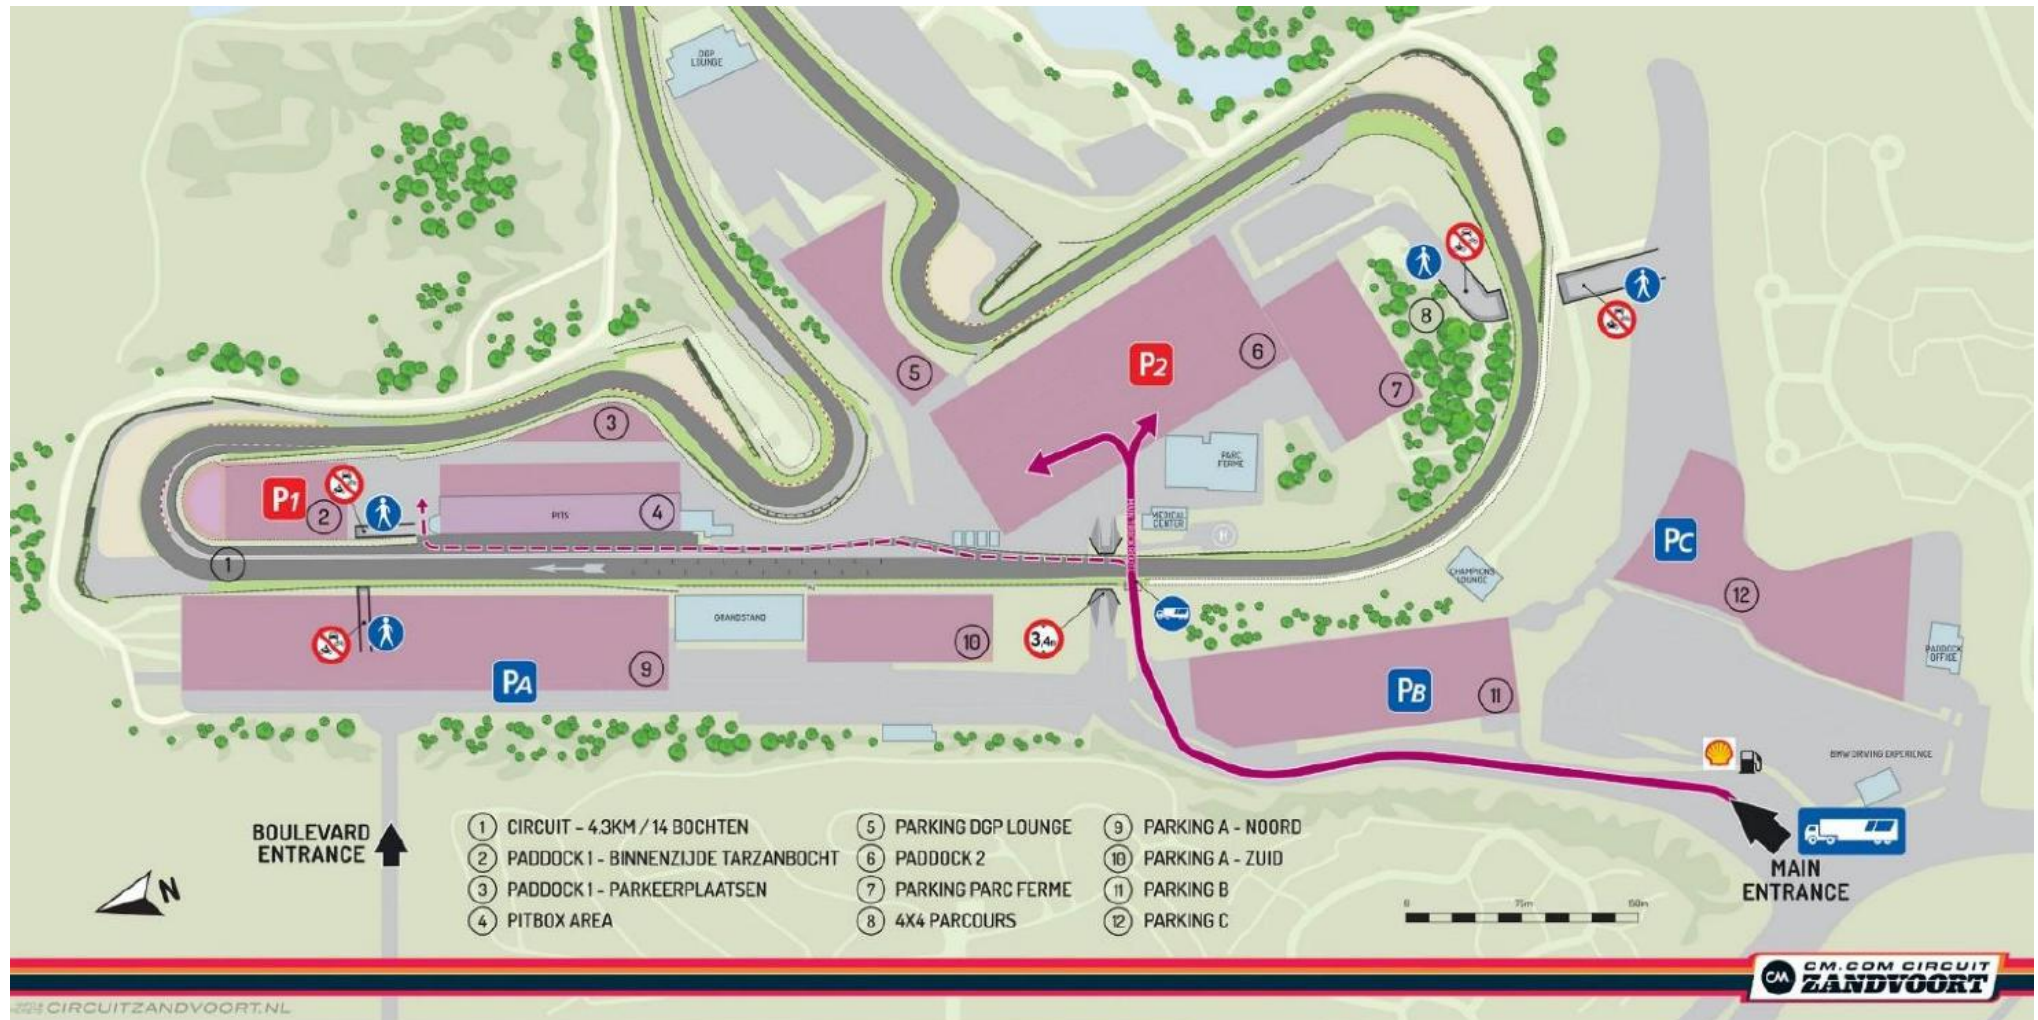 DGP
LOUNGE
8
5
6
P2
7
3
PARC
FERME
P1
2
PITS
4
MEDICAL
CENTER
H
PC
1
CHAMPIONS
LOUNGE
12
GRANDSTAND
10
3,4m
9
PA
PB
11
PADDOCK
OFFICE
BMW DRIVING EXPERIENCE
BOULEVARD
ENTRANCE
MAIN
ENTRANCE
N
1 CIRCUIT - 4.3KM / 14 BOCHTEN
2 PADDOCK 1 - BINNENZIJDE TARZANBOCHT
3 PADDOCK 1 - PARKEERPLAATSEN
4 PITBOX AREA
5 PARKING DGP LOUNGE
6 PADDOCK 2
7 PARKING PARC FERME
8 4X4 PARCOURS
9 PARKING A - NOORD
10 PARKING A - ZUID
11 PARKING B
12 PARKING C
0 75m 150m
CM CM.COM CIRCUIT
ZANDVOORT
CIRCUITZANDVOORT.NL